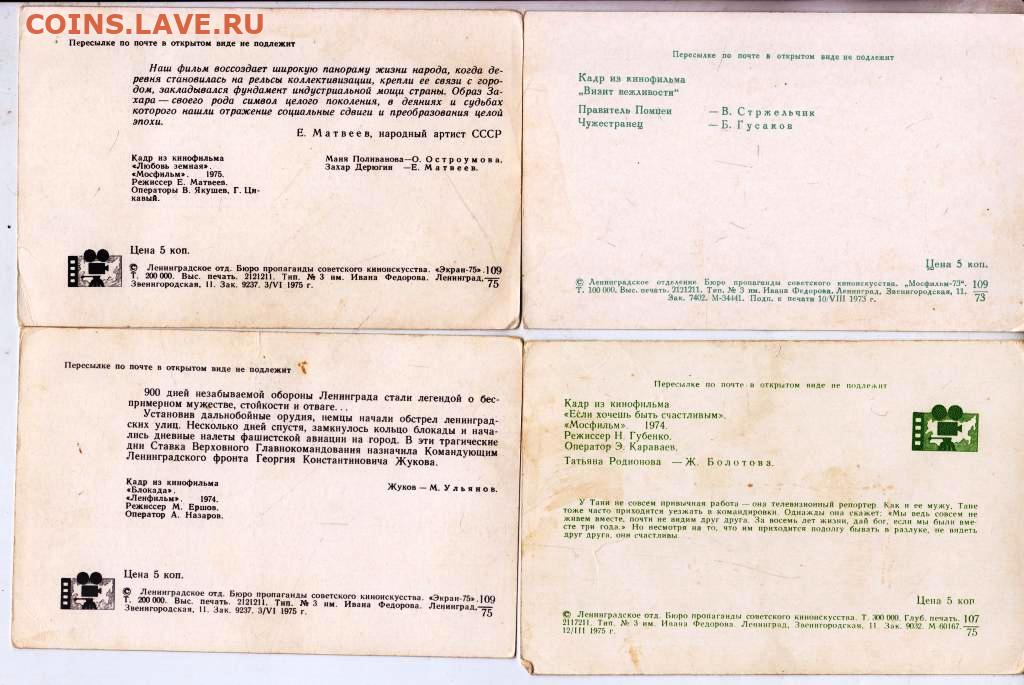 COINS.LAVE.RU
Пересылке по почте в открытом виде не подлежит
Наш фильм воссоздает широкую панораму жизни народа, когда де-
ревня становилась на рельсы коллективизации, крепли ее связи с горо-
дом, закладывался фундамент индустриальной мощи страны. Образ За-
хара — своего рода символ целого поколения, в деяниях и судьбах
которого нашли отражение социальные сдвиги и преобразования целой
эпохи.
Е. Матвеев, народный артист СССР
Кадр из кинофильма
«Любовь земная».
«Мосфильм». 1975.
Режиссер Е. Матвеев.
Операторы В. Якушев, Г. Ци-
кавый.
Маня Поливанова—О. Остроумова.
Захар Дерюгин —Е. Матвеев.
Цена 5 коп.
© Ленинградское отд. Бюро пропаганды советского киноискусства. «Экран-75». 109
Т. 200 000. Выс. печать. 2121211. Тип. № 3 им. Ивана Федорова. Ленинград, 75
Звенигородская, 11. Зак. 9237. 3/VI 1975 г.
Пересылке по почте в открытом виде не подлежит
Кадр из кинофильма
„Визит вежливости“
Правитель Помпеи — В. Стржельчик
Чужестранец — Б. Гусаков
Цена 5 коп.
© Ленинградское отделение Бюро пропаганды советского киноискусства. „Мосфильм-73“. 109
Т. 100 000. Выс. печать. 2121211. Тип. № 3 им. Ивана Федорова. Ленинград, Звенигородская, 11. 73
Зак. 7402. М-34441. Подп. к печати 10/VIII 1973 г.
Пересылке по почте в открытом виде не подлежит
900 дней незабываемой обороны Ленинграда стали легендой о бес-
примерном мужестве, стойкости и отваге...
Установив дальнобойные орудия, немцы начали обстрел ленинград-
ских улиц. Несколько дней спустя, замкнулось кольцо блокады и нача-
лись дневные налеты фашистской авиации на город. В эти трагические
дни Ставка Верховного Главнокомандования назначила Командующим
Ленинградского фронта Георгия Константиновича Жукова.
Кадр из кинофильма
«Блокада».
«Ленфильм». 1974.
Режиссер М. Ершов.
Оператор А. Назаров.
Жуков — М. Ульянов.
Цена 5 коп.
© Ленинградское отд. Бюро пропаганды советского киноискусства. «Экран-75». 109
Т. 200 000. Выс. печать. 2121211. Тип. № 3 им. Ивана Федорова. Ленинград, 75
Звенигородская, 11. Зак. 9237. 3/VI 1975 г.
Пересылке по почте в открытом виде не подлежит
Кадр из кинофильма
«Если хочешь быть счастливым».
«Мосфильм». 1974.
Режиссер Н. Губенко.
Оператор Э. Караваев.
Татьяна Родионова — Ж. Болотова.
У Тани не совсем привычная работа — она телевизионный репортер. Как и ее мужу, Тане
тоже часто приходится уезжать в командировки. Однажды она скажет: «Мы ведь совсем не
живем вместе, почти не видим друг друга. За восемь лет жизни, дай бог, если мы были вме-
сте три года.» Но несмотря на то, что им приходится подолгу бывать в разлуке, не видеть
друг друга, они счастливы.
Цена 5 коп
© Ленинградское отд. Бюро пропаганды советского киноискусства. Т. 300 000. Глуб. печать. 107
2117211. Тип. № 3 им. Ивана Федорова. Ленинград, Звенигородская, 11. Зак. 9032. М 60167. 75
12/III 1975 г.